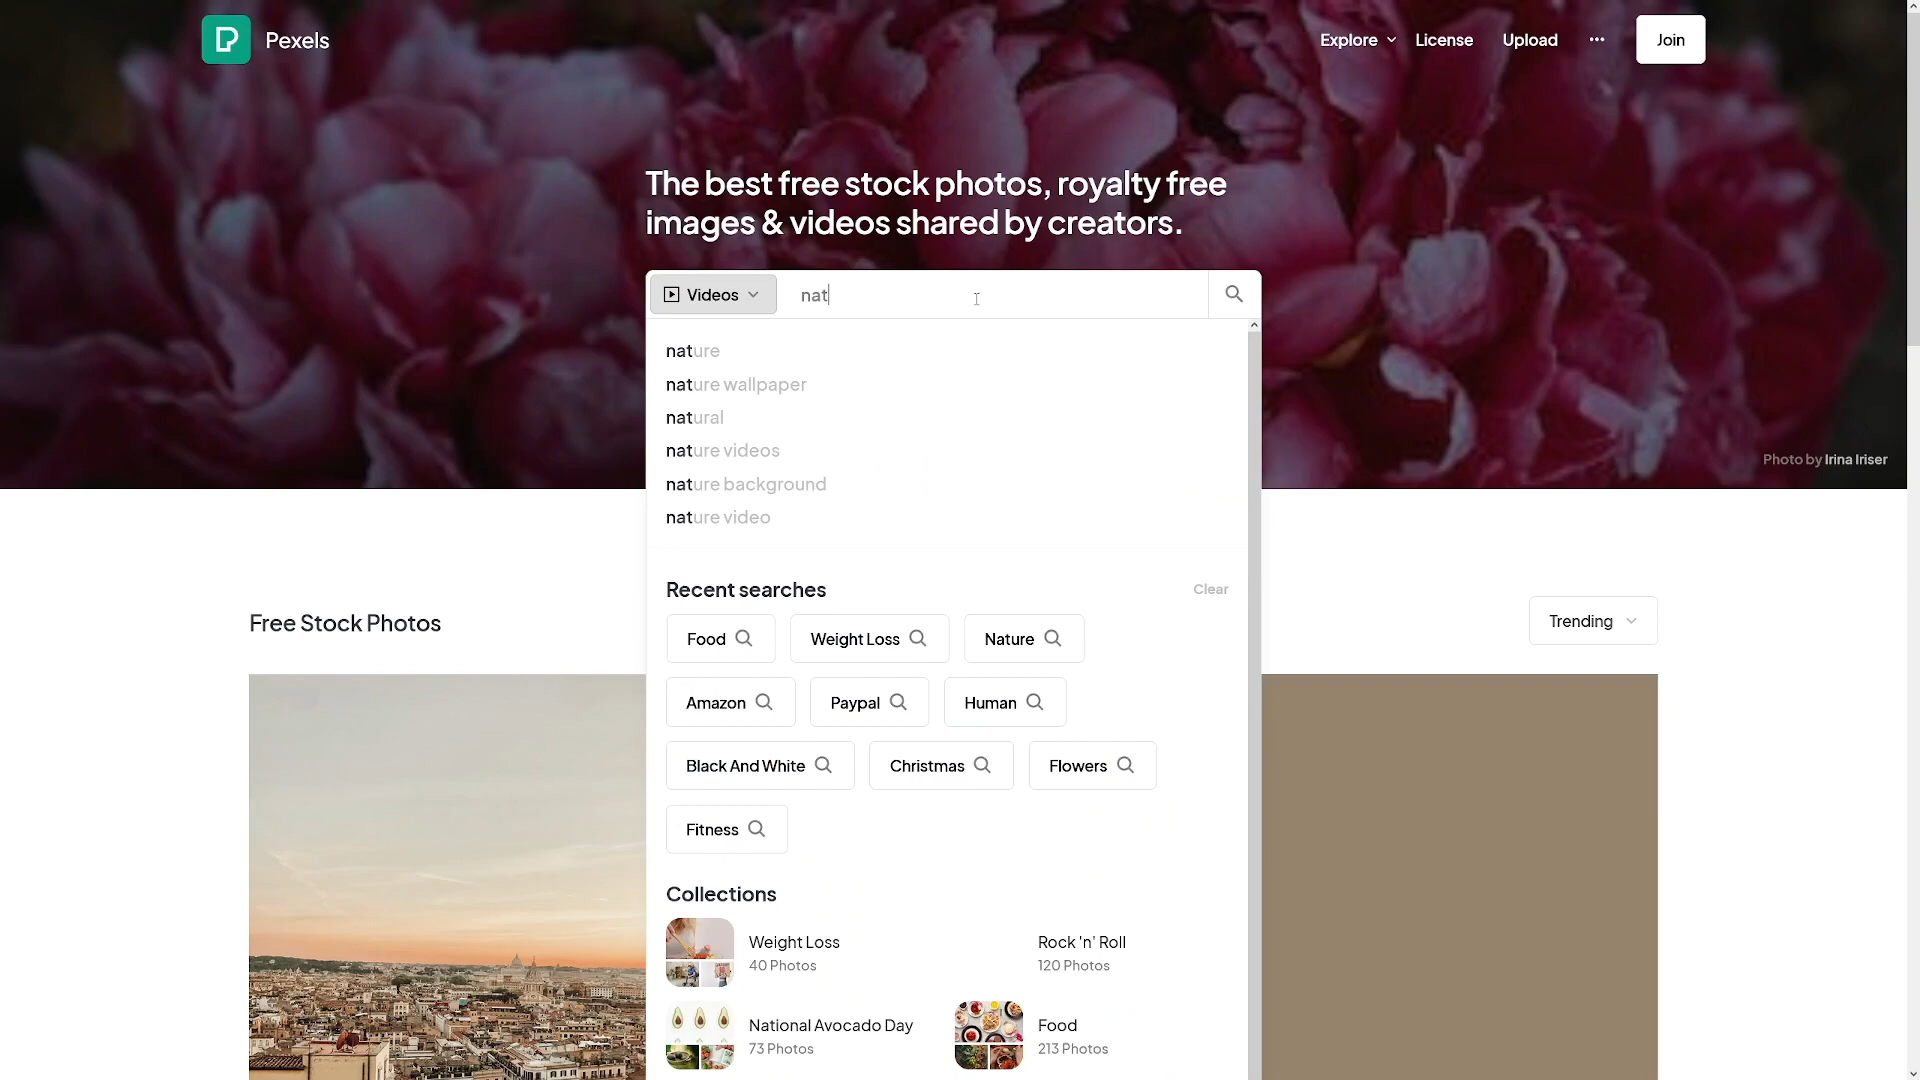 Pexels
Explore
License
Upload
Join
The best free stock photos, royalty free
images & videos shared by creators.
Videos
nat
nature
nature wallpaper
natural
nature videos
nature background
nature video
Photo by Irina Iriser
Recent searches
Clear
Food
Weight Loss
Nature
Amazon
Paypal
Human
Black And White
Christmas
Flowers
Fitness
Free Stock Photos
Trending
Collections
Weight Loss
40 Photos
Rock 'n' Roll
120 Photos
National Avocado Day
73 Photos
Food
213 Photos